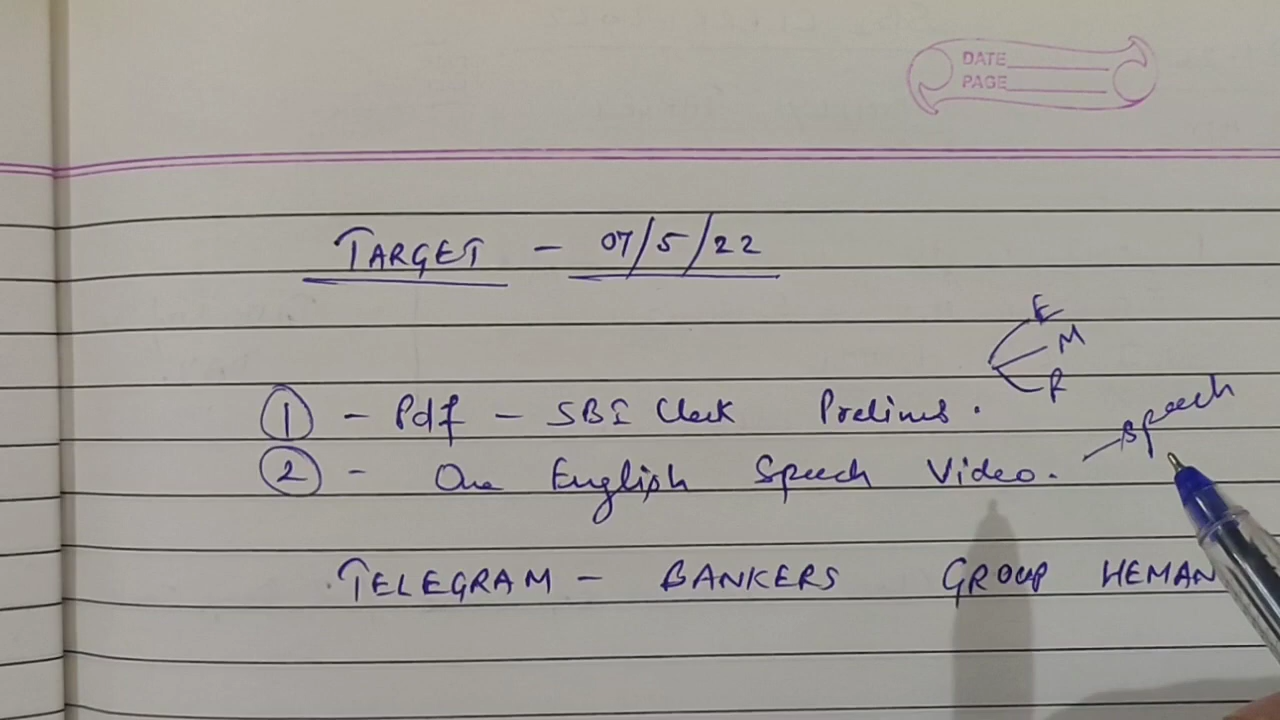 DATE
PAGE
TARGET - 07/5/22
E
M
R
1 - Pdf - SBI Clerk Prelims.
2 - One English Speech Video. - Speech
TELEGRAM - BANKERS GROUP HEMAN